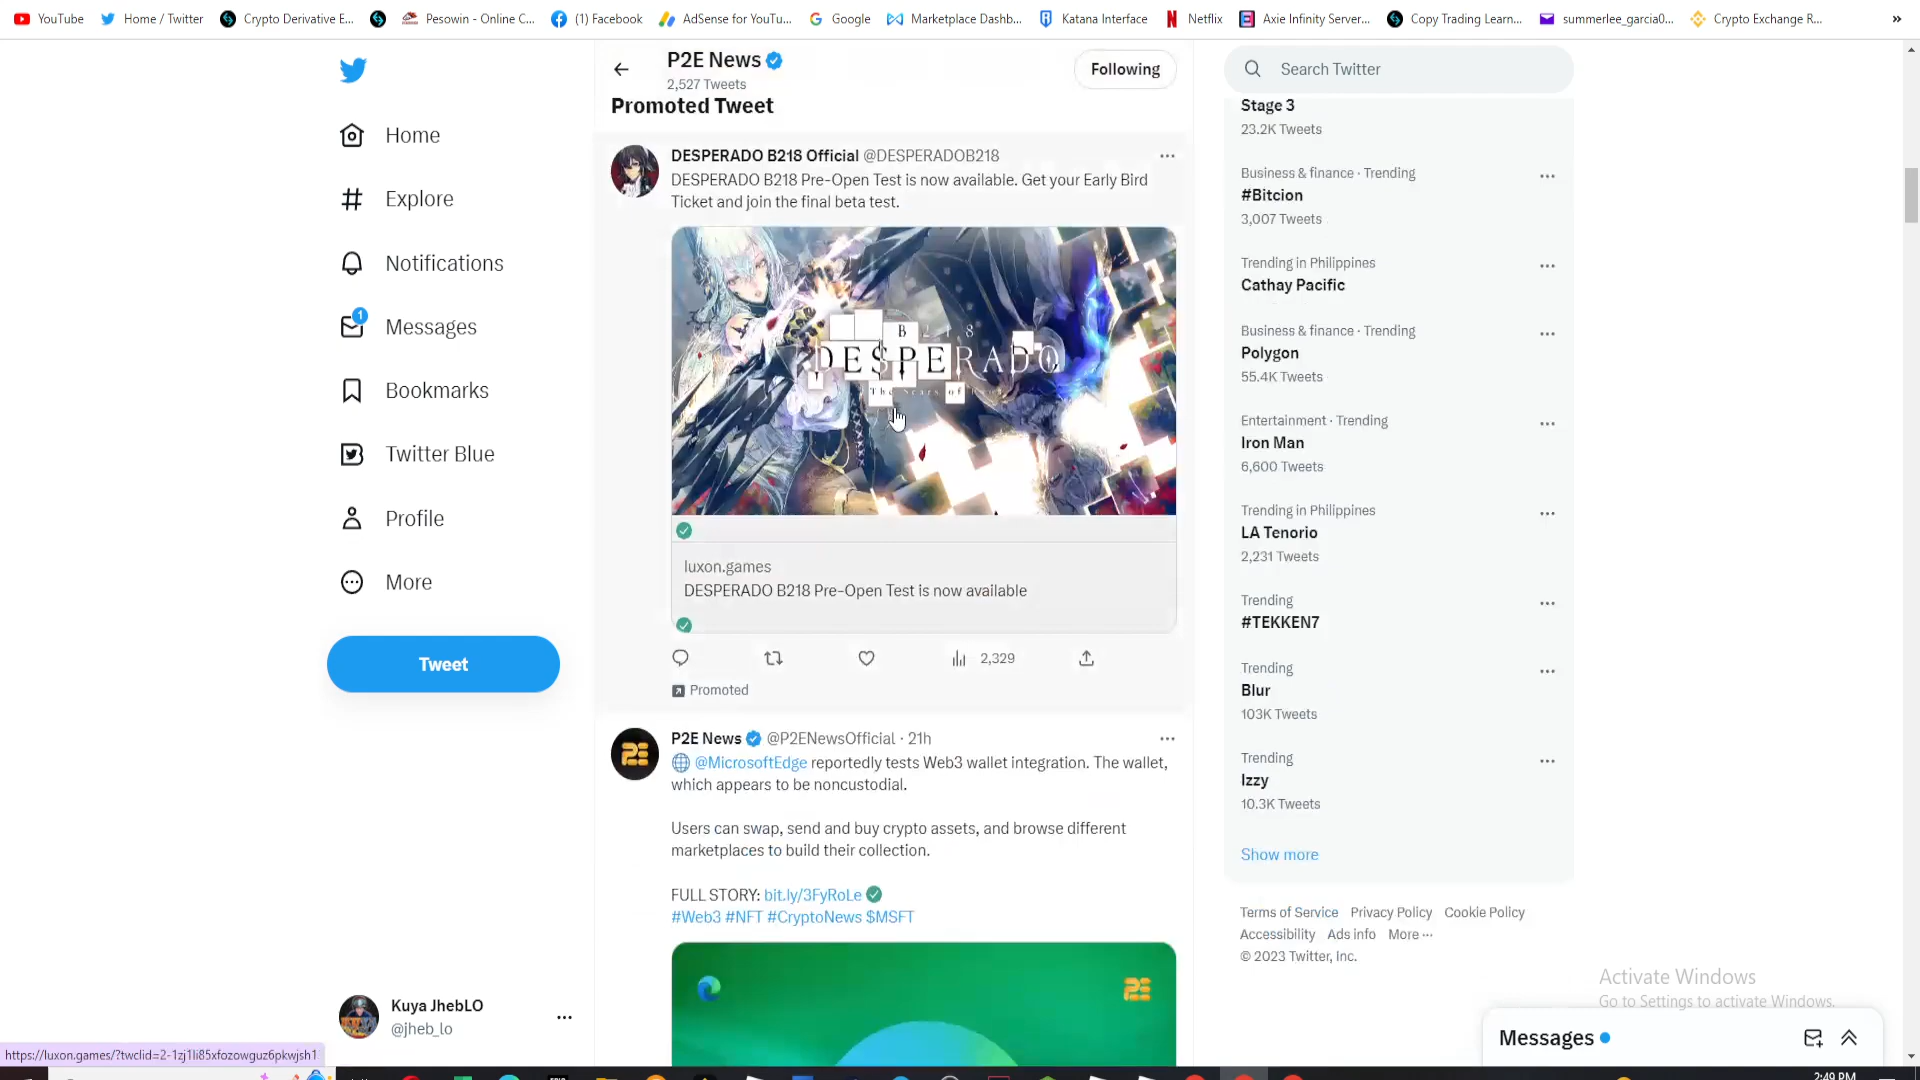 YouTube
Home / Twitter
Crypto Derivative E...
Pesowin - Online C...
(1) Facebook
AdSense for YouTu...
Google
Marketplace Dashb...
Katana Interface
Netflix
Axie Infinity Server...
Copy Trading Learn...
summerlee_garcia0...
Crypto Exchange R...
»
P2E News
2,527 Tweets
Following
Search Twitter
Home
Explore
Notifications
1
Messages
Bookmarks
Twitter Blue
Profile
More
Tweet
Kuya JhebLO
@jheb_lo
Promoted Tweet
DESPERADO B218 Official @DESPERADOB218
DESPERADO B218 Pre-Open Test is now available. Get your Early Bird
Ticket and join the final beta test.
B 218
DESPERADO
The Scars of
luxon.games
DESPERADO B218 Pre-Open Test is now available
2,329
Promoted
P2E News @P2ENewsOfficial · 21h
@MicrosoftEdge reportedly tests Web3 wallet integration. The wallet,
which appears to be noncustodial.
Users can swap, send and buy crypto assets, and browse different
marketplaces to build their collection.
FULL STORY: bit.ly/3FyRoLe
#Web3 #NFT #CryptoNews $MSFT
Stage 3
23.2K Tweets
Business & finance · Trending
#Bitcion
3,007 Tweets
Trending in Philippines
Cathay Pacific
Business & finance · Trending
Polygon
55.4K Tweets
Entertainment · Trending
Iron Man
6,600 Tweets
Trending in Philippines
LA Tenorio
2,231 Tweets
Trending
#TEKKEN7
Trending
Blur
103K Tweets
Trending
Izzy
10.3K Tweets
Show more
Terms of Service Privacy Policy Cookie Policy
Accessibility Ads info More ···
© 2023 Twitter, Inc.
Activate Windows
Go to Settings to activate Windows.
Messages
https://luxon.games/?twclid=2-1zj1li85xfozowguz6pkwjsh1
2:49 PM